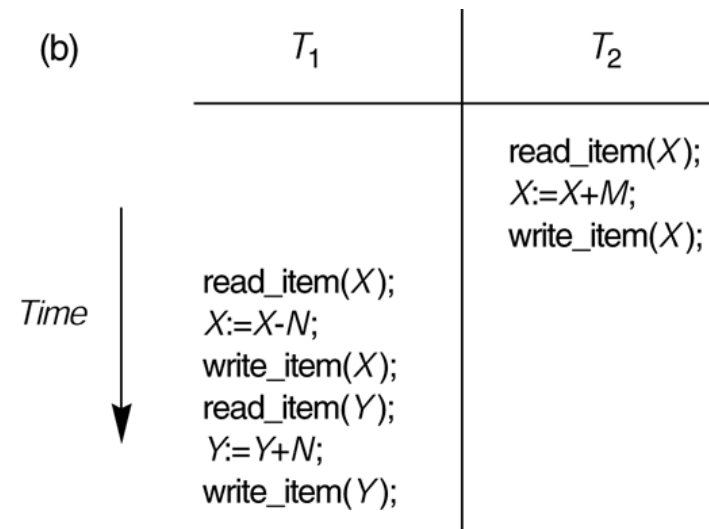 (b) T1 T2
read_item(X);
X:=X+M;
write_item(X);
read_item(X);
X:=X-N;
Time
write_item(X);
read_item(Y);
Y:=Y+N;
write_item(Y);